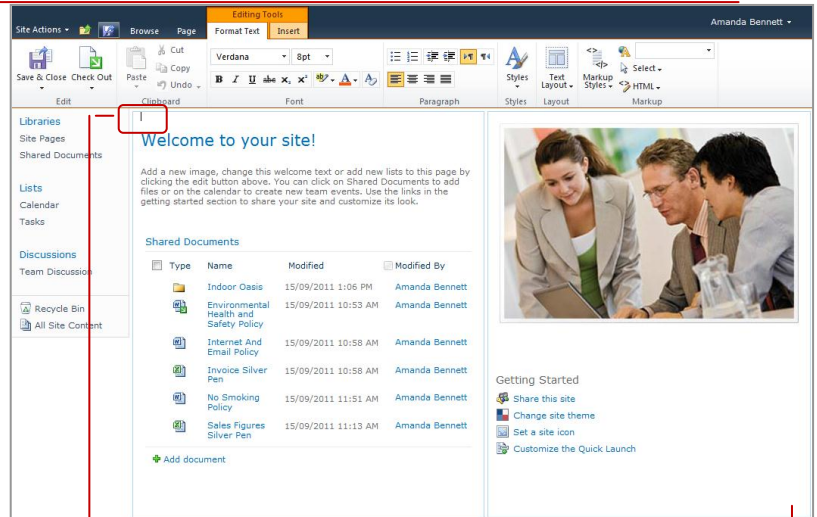 Editing Tools
Site Actions Browse Page Format Text Insert Amanda Bennett
Save & Close Check Out Paste Cut Copy Undo Verdana 8pt Styles Text Layout Markup Styles Select HTML
B I U abc x, x² ab A A
Edit Clipboard Font Paragraph Styles Layout Markup
Libraries
Site Pages
Shared Documents
Lists
Calendar
Tasks
Discussions
Team Discussion
Recycle Bin
All Site Content
Welcome to your site!
Add a new image, change this welcome text or add new lists to this page by
clicking the edit button above. You can click on Shared Documents to add
files or on the calendar to create new team events. Use the links in the
getting started section to share your site and customize its look.
Shared Documents
Type Name Modified Modified By
Indoor Oasis 15/09/2011 1:06 PM Amanda Bennett
Environmental 15/09/2011 10:53 AM Amanda Bennett
Health and
Safety Policy
Internet And 15/09/2011 10:58 AM Amanda Bennett
Email Policy
Invoice Silver 15/09/2011 10:58 AM Amanda Bennett
Pen
No Smoking 15/09/2011 11:51 AM Amanda Bennett
Policy
Sales Figures 15/09/2011 11:13 AM Amanda Bennett
Silver Pen
Add document
Getting Started
Share this site
Change site theme
Set a site icon
Customize the Quick Launch